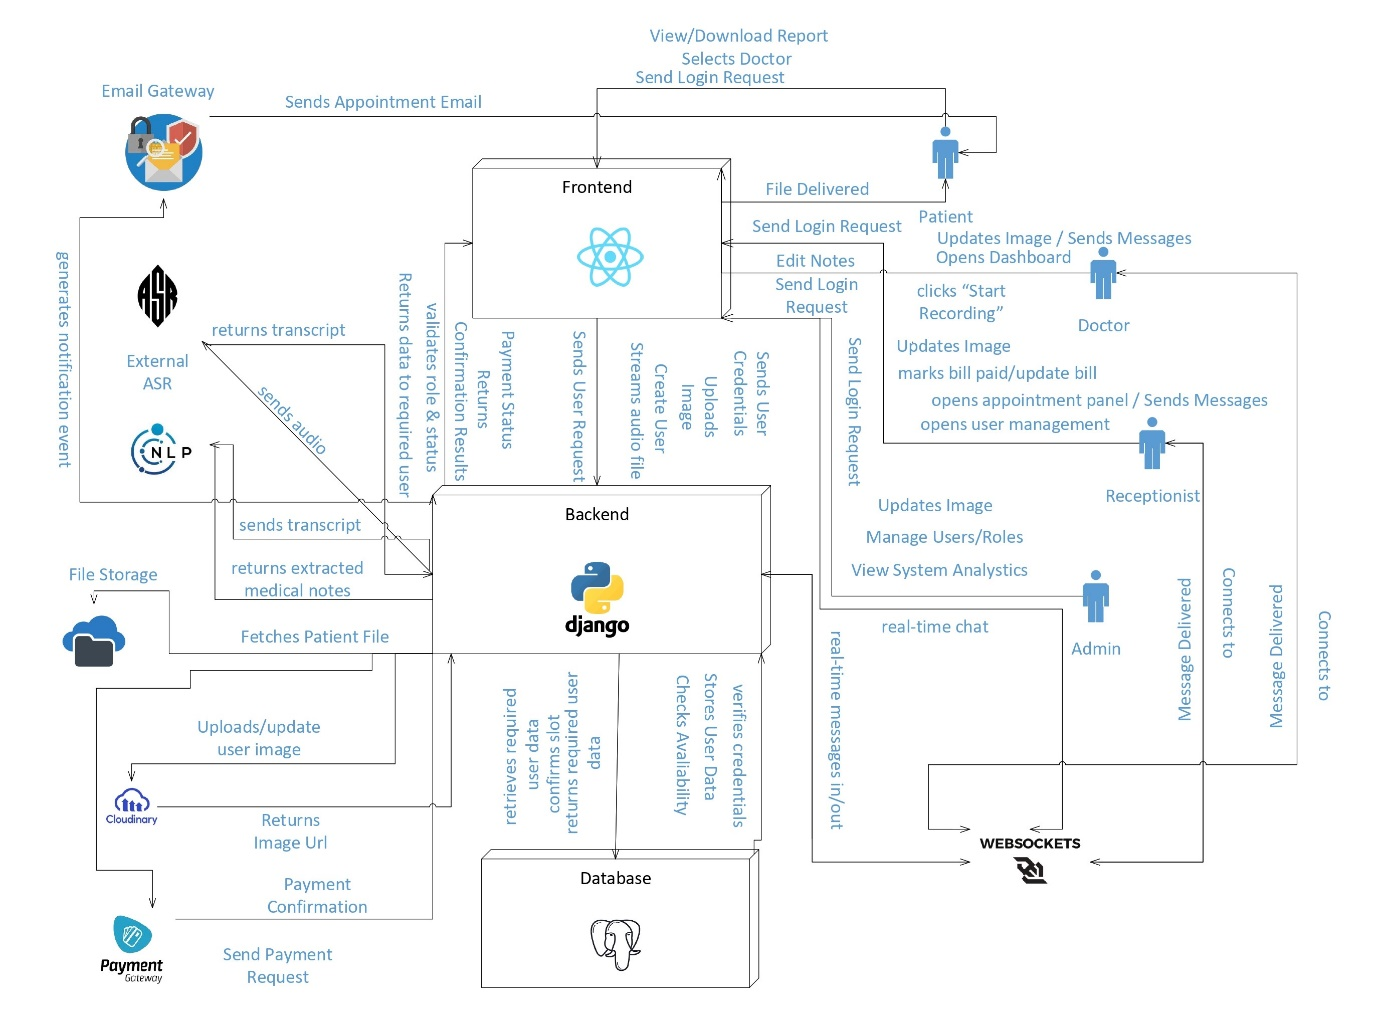 View/Download Report
Selects Doctor
Send Login Request
Email Gateway
Sends Appointment Email
Frontend
File Delivered
Patient
Send Login Request
Updates Image / Sends Messages
Opens Dashboard
Edit Notes
Send Login
Request
clicks “Start
Recording”
Doctor
generates notification event
ASR
returns transcript
External
ASR
sends audio
NLP
Returns data to required user
validates role & status
Confirmation Results
Returns
Payment Status
Sends User Request
Streams audio file
Create User
Image
Uploads
Credentials
Sends User
Send Login Request
Updates Image
marks bill paid/update bill
opens appointment panel / Sends Messages
opens user management
Receptionist
Backend
django
sends transcript
returns extracted
medical notes
File Storage
Fetches Patient File
Updates Image
Manage Users/Roles
View System Analystics
real-time chat
Admin
Message Delivered
Connects to
Message Delivered
Connects to
Uploads/update
user image
Cloudinary
Returns
Image Url
retrieves required
user data
confirms slot
returns required user
data
Checks Avaliability
Stores User Data
verifies credentials
real-time messages in/out
WEBSOCKETS
Database
Payment
Confirmation
Payment
Gateway
Send Payment
Request